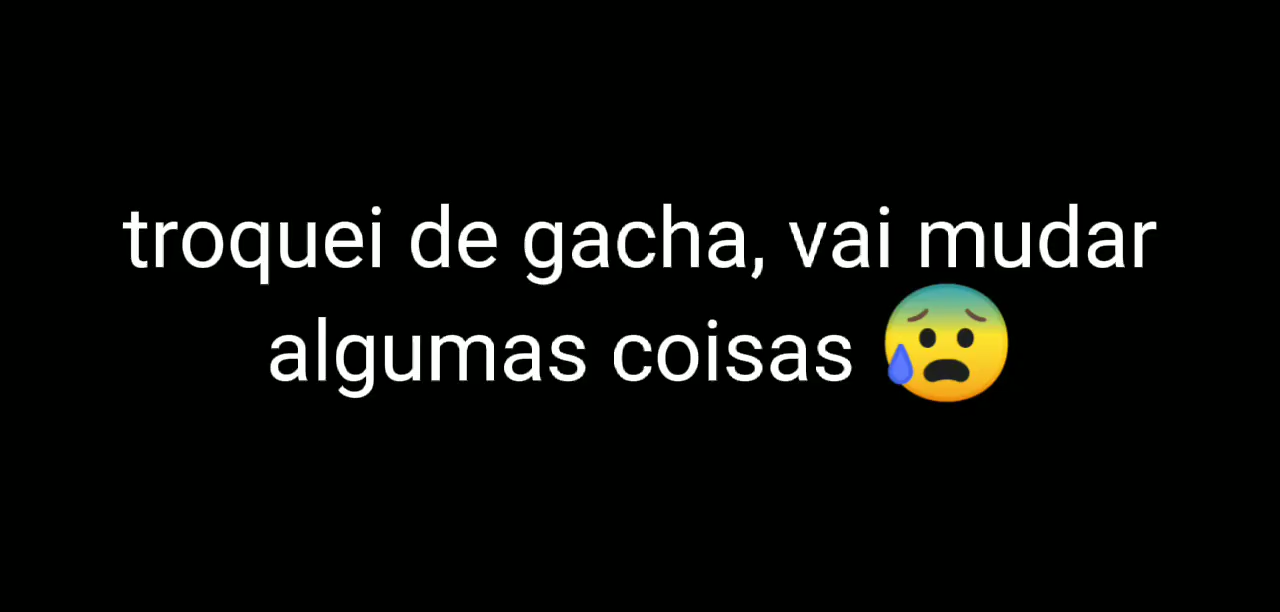 troquei de gacha, vai mudar
algumas coisas 😰